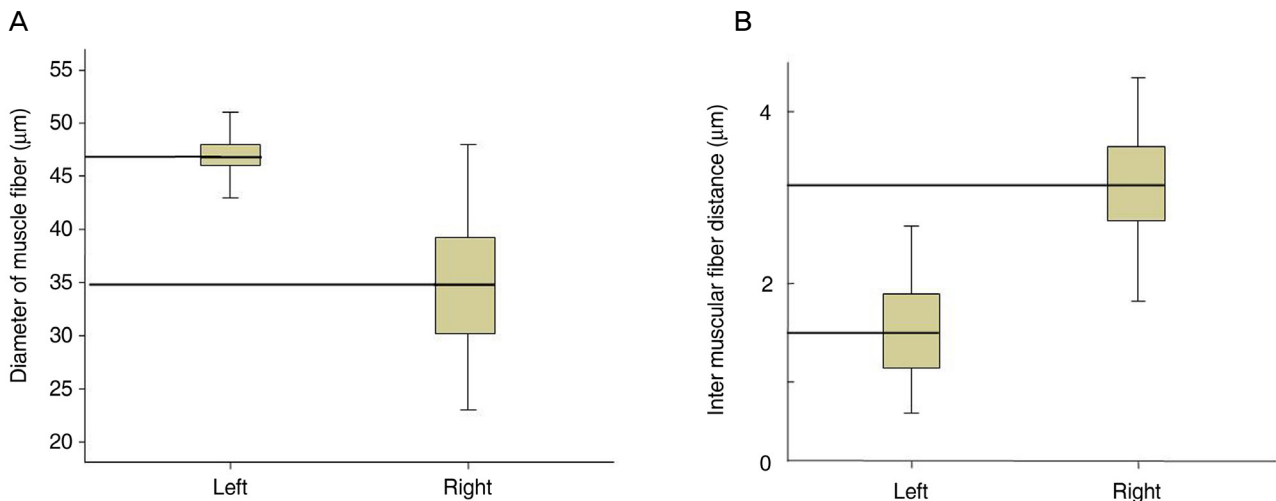 A
Diameter of muscle fiber (μm)
55
50
45
40
35
30
25
20
Left
Right
B
Inter muscular fiber distance (μm)
4
2
0
Left
Right